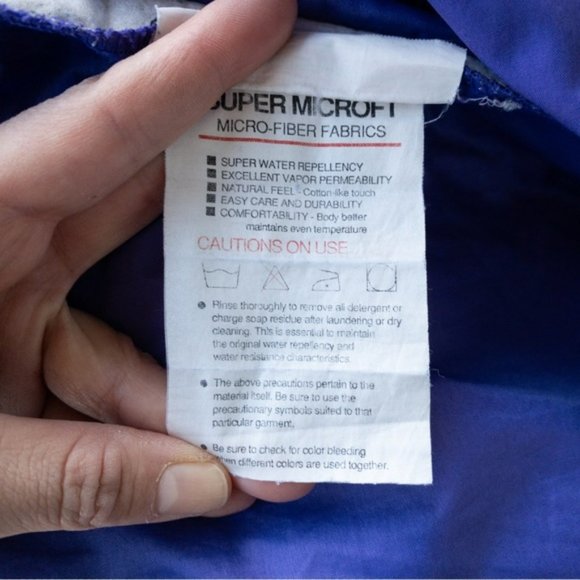 SUPER MICROFT
MICRO-FIBER FABRICS
SUPER WATER REPELLENCY
EXCELLENT VAPOR PERMEABILITY
NATURAL FEEL - Cotton-like touch
EASY CARE AND DURABILITY
COMFORTABILITY - Body better
maintains even temperature
CAUTIONS ON USE
Rinse thoroughly to remove all detergent or
charge soap residue after laundering or dry
cleaning. This is essential to maintain
the original water repellency and
water resistance characteristics.
The above precautions pertain to the
material itself. Be sure to use the
precautionary symbols suited to that
particular garment.
Be sure to check for color bleeding
when different colors are used together.